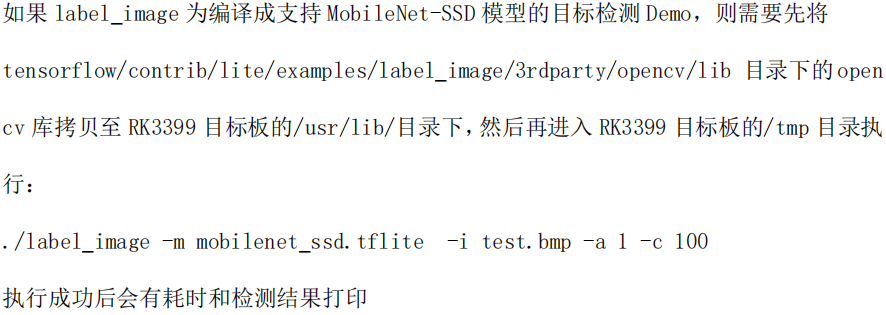 如果 label_image 为编译成支持 MobileNet-SSD 模型的目标检测 Demo，则需要先将
tensorflow/contrib/lite/examples/label_image/3rdparty/opencv/lib 目录下的 open
cv 库拷贝至 RK3399 目标板的/usr/lib/目录下，然后再进入 RK3399 目标板的/tmp 目录执
行：
./label_image -m mobilenet_ssd.tflite  -i test.bmp -a 1 -c 100
执行成功后会有耗时和检测结果打印